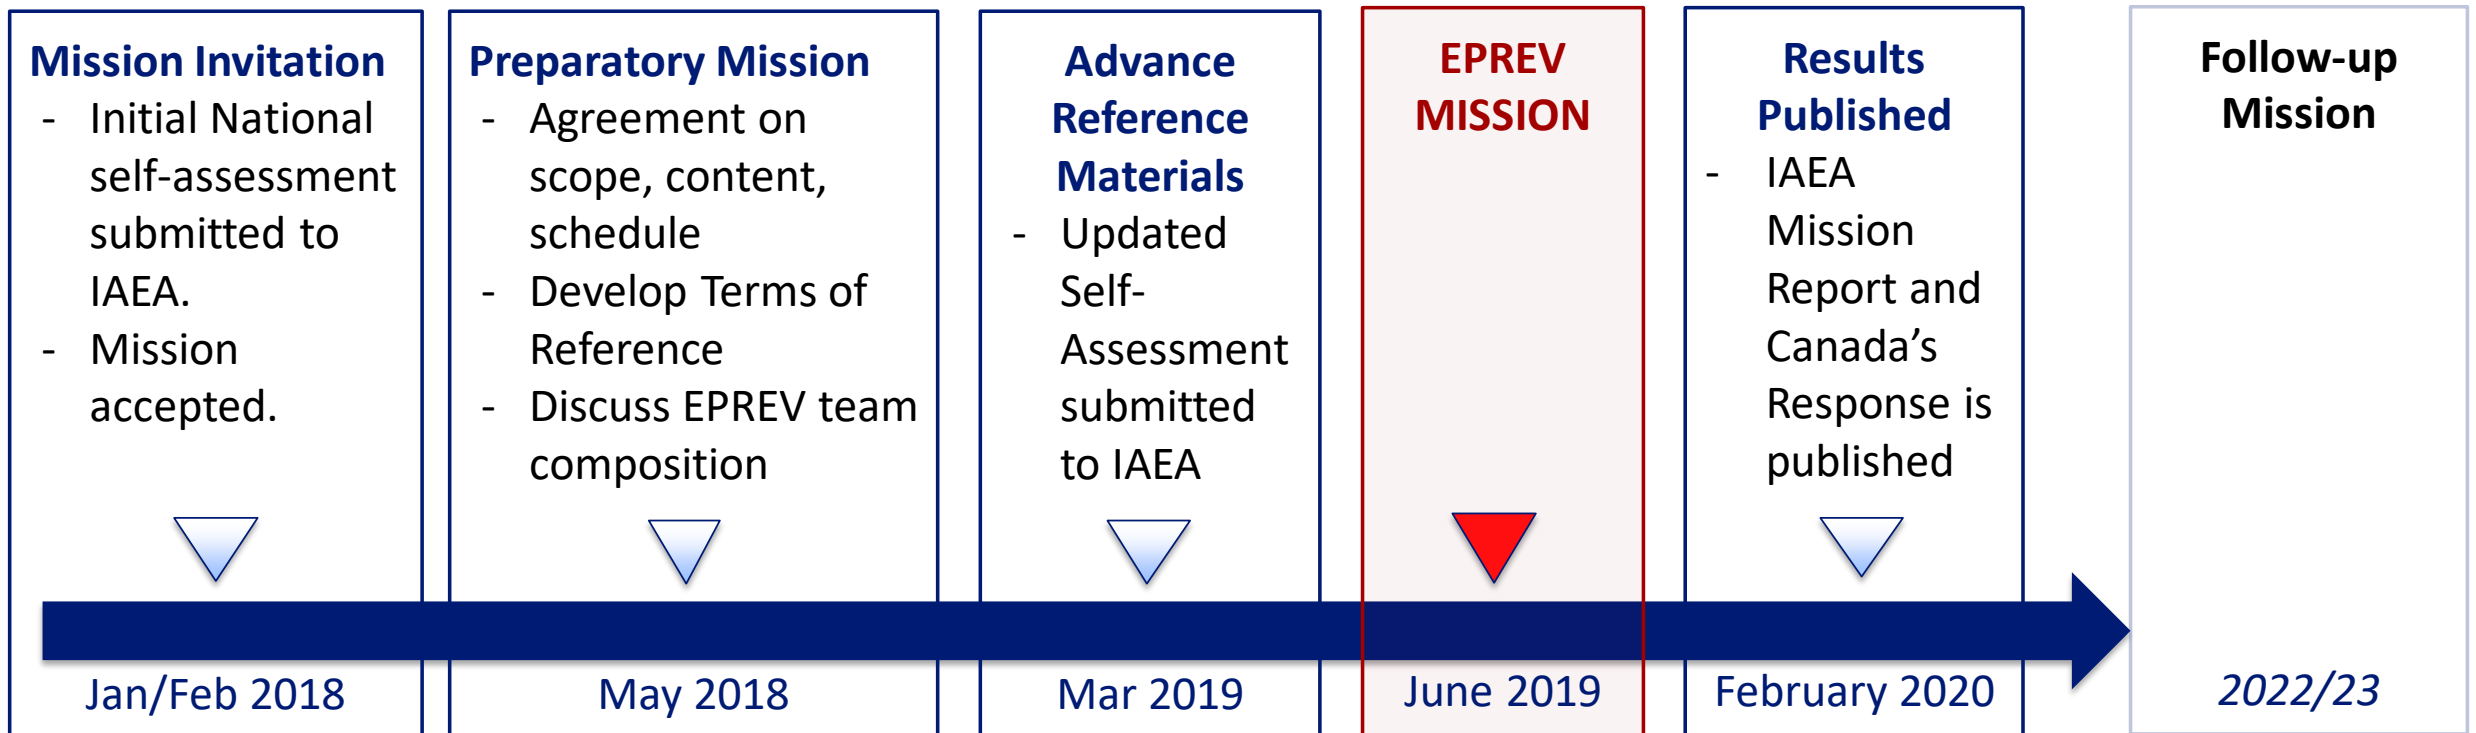 Mission Invitation
- Initial National
self-assessment
submitted to
IAEA.
- Mission
accepted.
Jan/Feb 2018
Preparatory Mission
- Agreement on
scope, content,
schedule
- Develop Terms of
Reference
- Discuss EPREV team
composition
May 2018
Advance
Reference
Materials
- Updated
Self-
Assessment
submitted
to IAEA
Mar 2019
EPREV
MISSION
June 2019
Results
Published
- IAEA
Mission
Report and
Canada’s
Response is
published
February 2020
Follow-up
Mission
2022/23